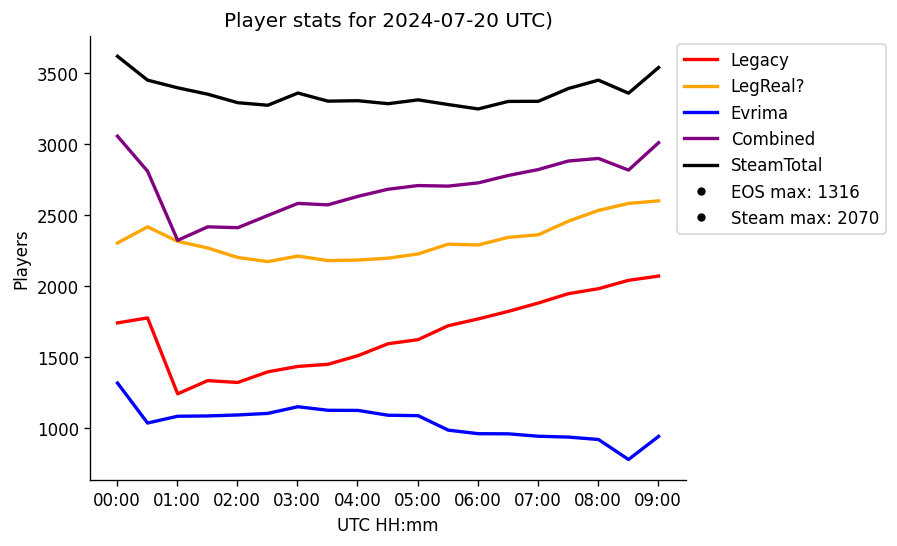 Player stats for 2024-07-20 UTC)
Players
3500
3000
2500
2000
1500
1000
00:00 01:00 02:00 03:00 04:00 05:00 06:00 07:00 08:00 09:00
UTC HH:mm
Legacy
LegReal?
Evrima
Combined
SteamTotal
EOS max: 1316
Steam max: 2070